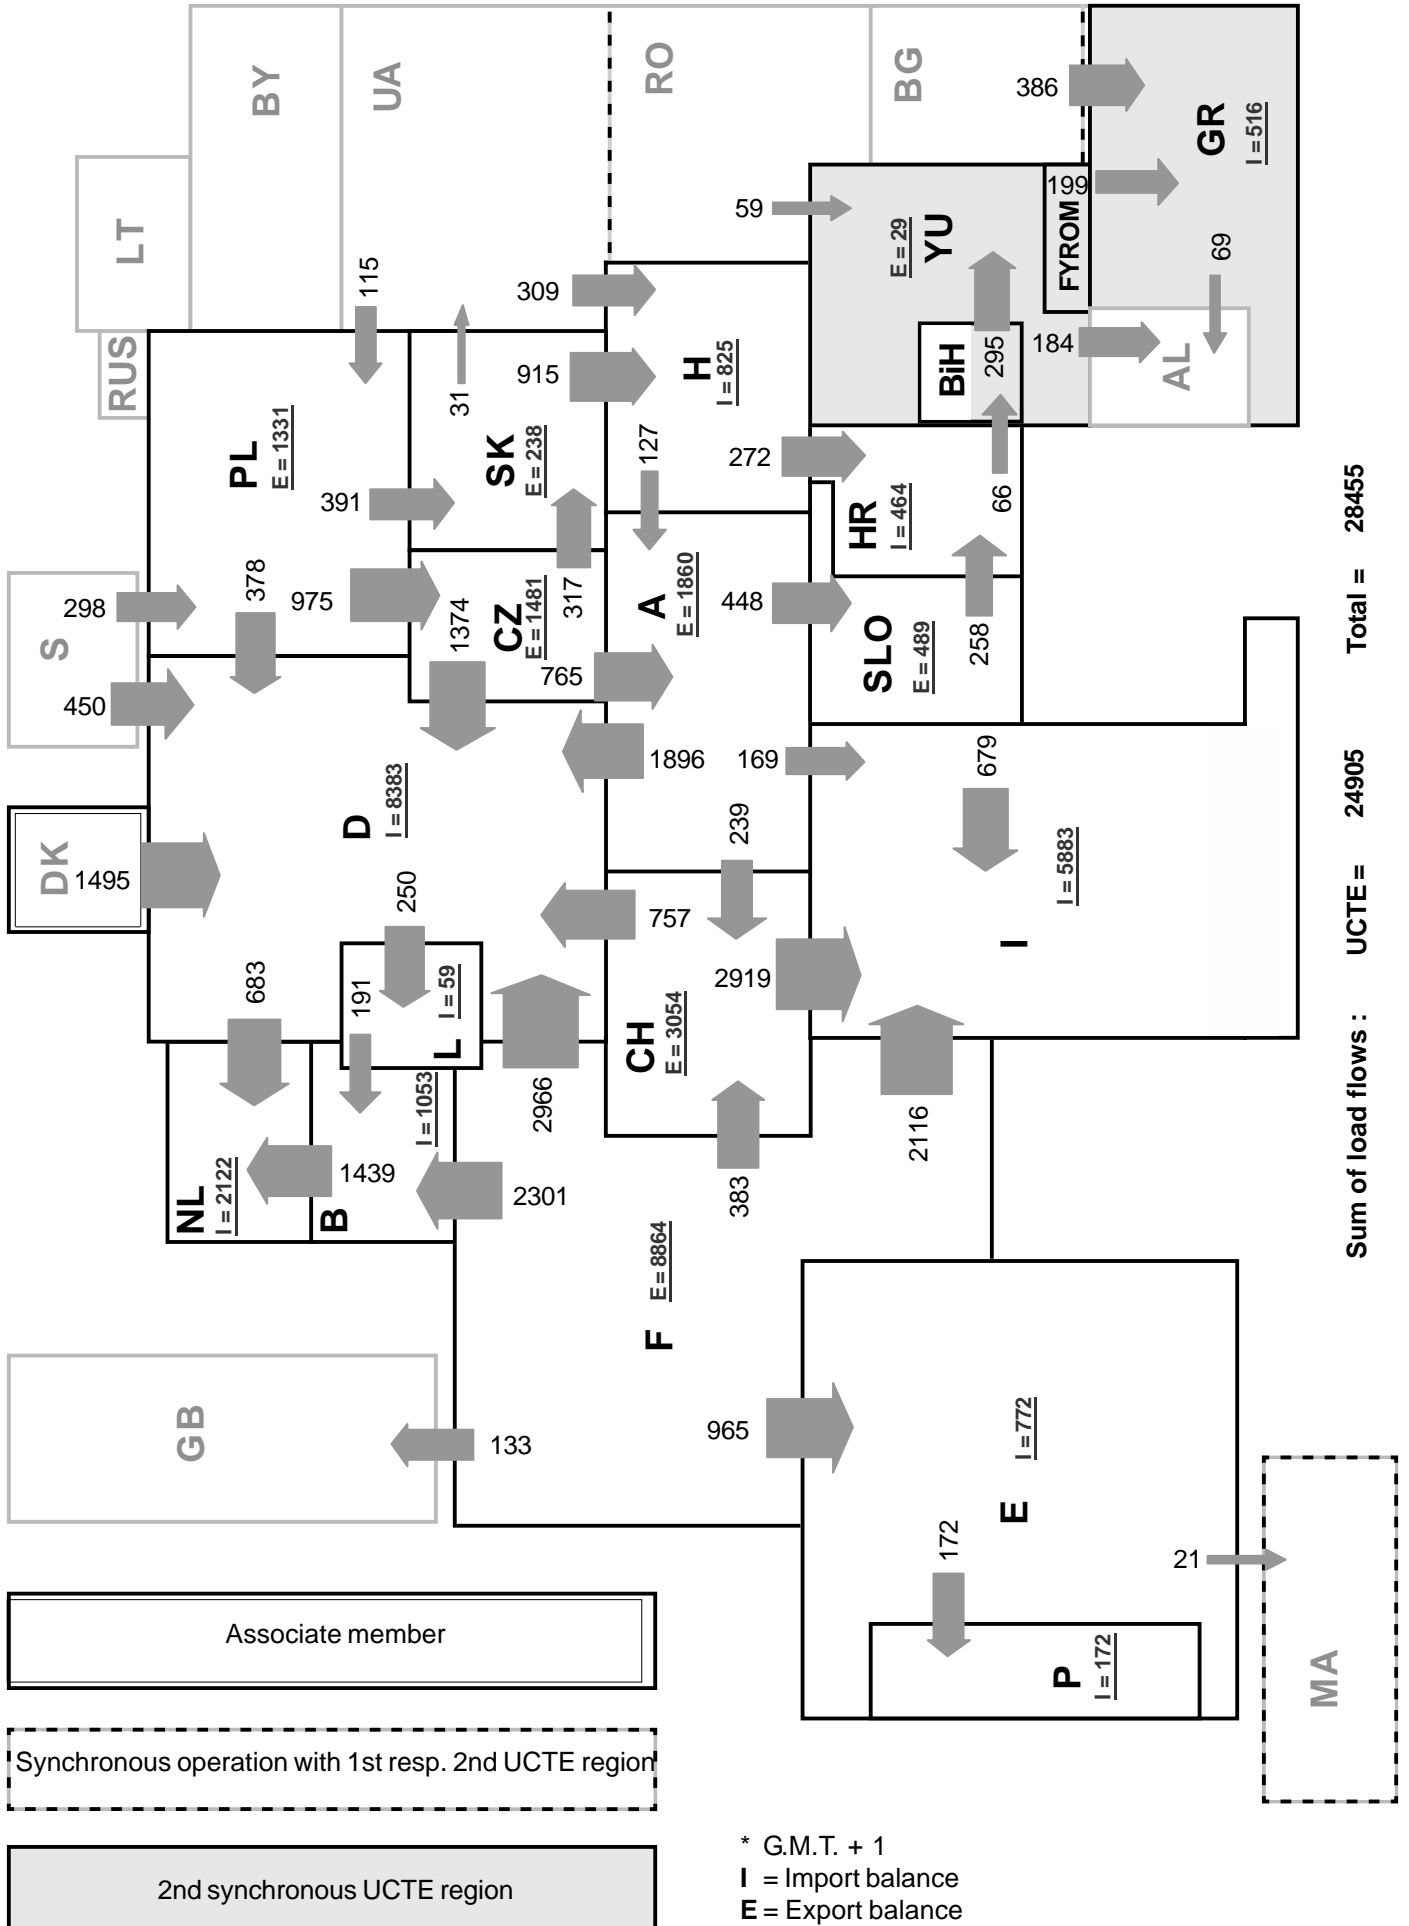 LT
BY
UA
RO
BG
386
GR
I = 516
RUS
115
309
59
E = 29
YU
199
FYROM
69
PL
E = 1331
31
915
H
I = 825
BiH
295
184
AL
391
SK
E = 238
127
272
HR
I = 464
66
S
298
378
975
1374
CZ
E = 1481
317
A
E = 1860
448
SLO
E = 489
258
450
765
1896
169
679
DK
1495
D
I = 8383
239
I
I = 5883
683
250
191
L
I = 59
757
2919
CH
E = 3054
2966
2116
NL
I = 2122
1439
B
I = 1053
2301
383
F
E = 8864
GB
133
965
E
I = 772
172
21
P
I = 172
MA
Sum of load flows : UCTE = 24905 Total = 28455
Associate member
Synchronous operation with 1st resp. 2nd UCTE region
2nd synchronous UCTE region
* G.M.T. + 1
I = Import balance
E = Export balance